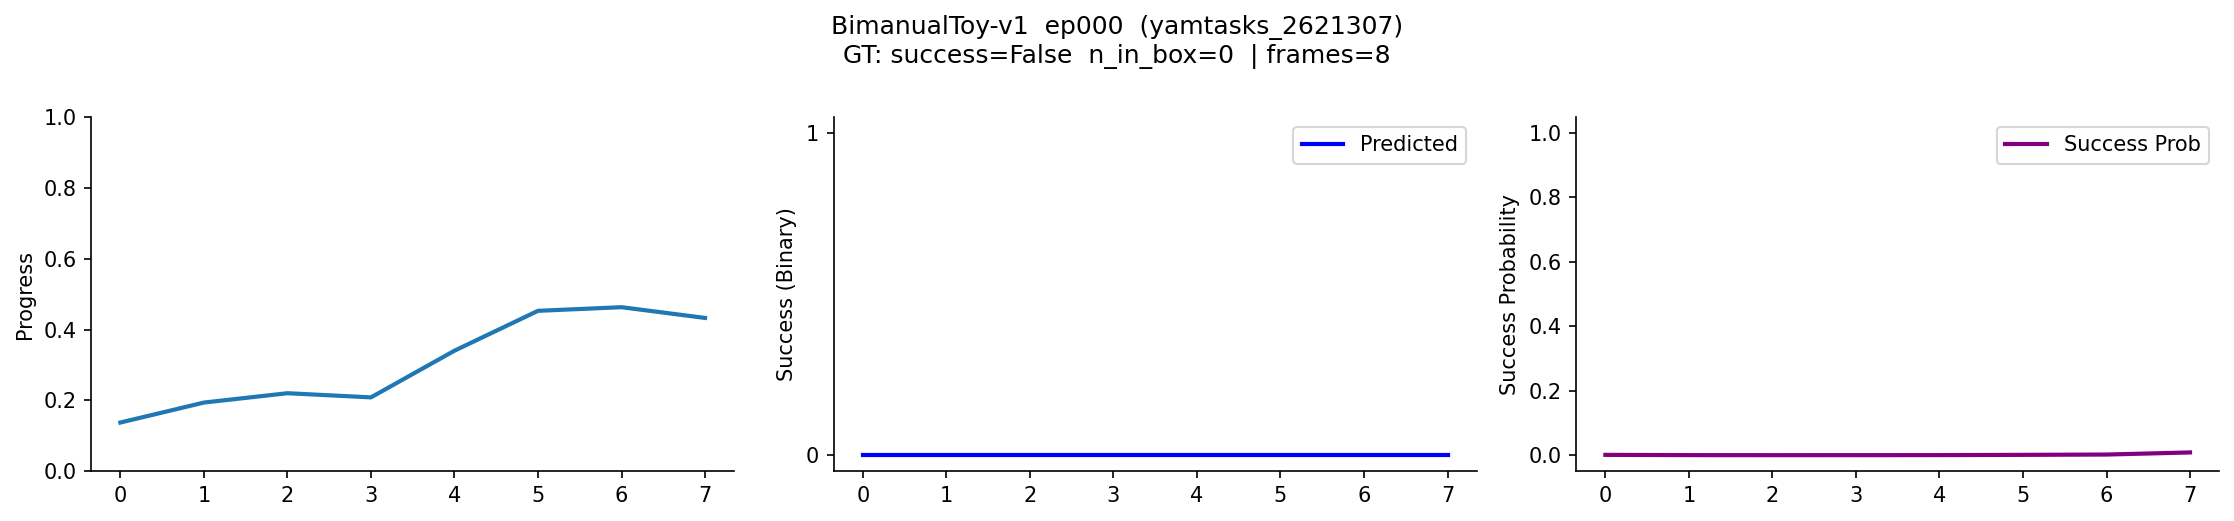 BimanualToy-v1 ep000 (yamtasks_2621307)
GT: success=False n_in_box=0 | frames=8
Progress
1.0
0.8
0.6
0.4
0.2
0.0
0 1 2 3 4 5 6 7
Success (Binary)
1
0
Predicted
0 1 2 3 4 5 6 7
Success Probability
1.0
0.8
0.6
0.4
0.2
0.0
Success Prob
0 1 2 3 4 5 6 7